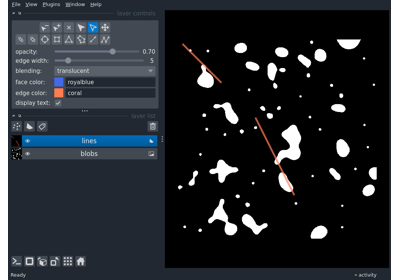 File View Plugins Window Help
layer controls
opacity: 0.70
edge width: 5
blending: translucent
face color: royalblue
edge color: coral
display text: ✓
layer list
lines
blobs
Ready
activity